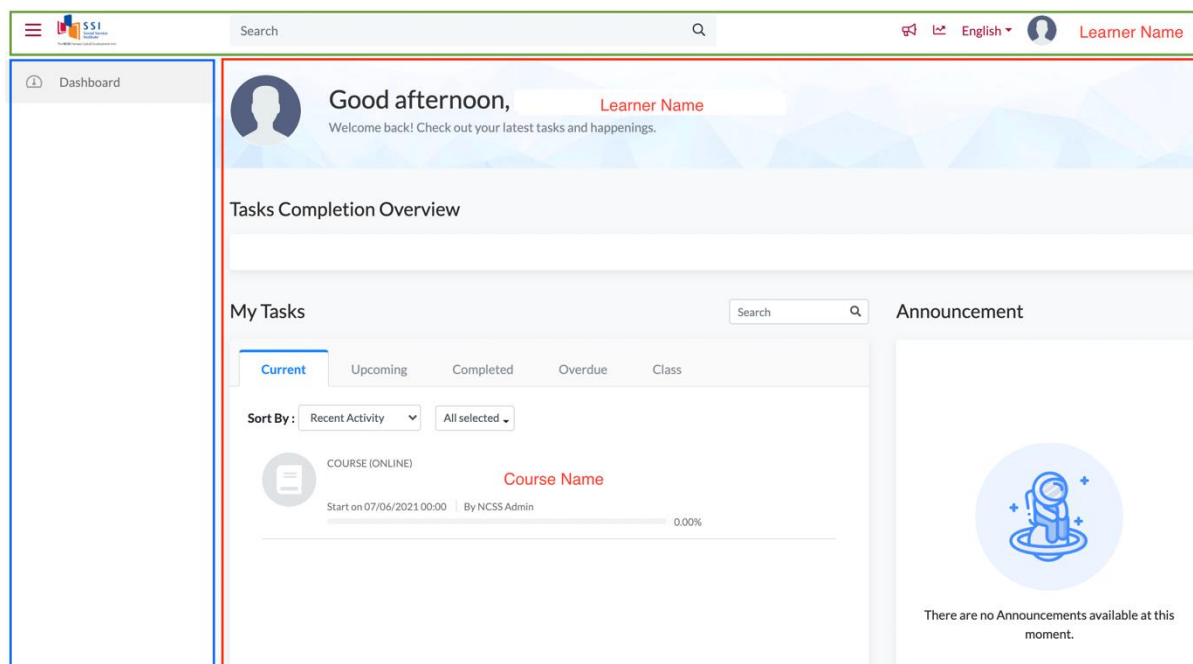 SSI
Social Service
Institute
Search
English
Learner Name
Dashboard
Good afternoon,
Learner Name
Welcome back! Check out your latest tasks and happenings.
Tasks Completion Overview
My Tasks
Search
Announcement
Current Upcoming Completed Overdue Class
Sort By : Recent Activity All selected
COURSE (ONLINE)
Course Name
Start on 07/06/2021 00:00 By NCSS Admin
0.00%
There are no Announcements available at this
moment.